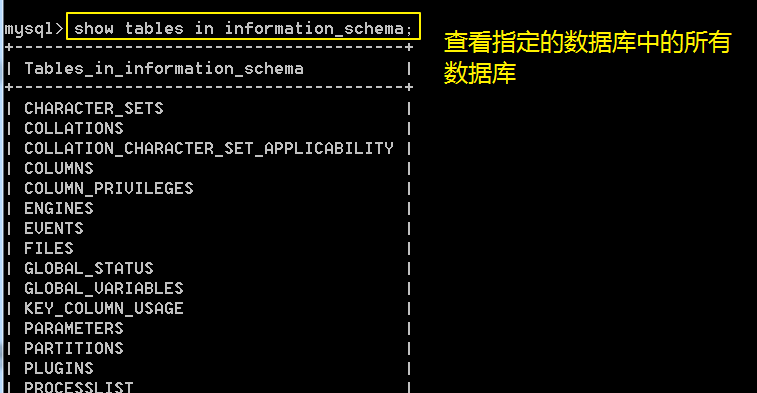 mysql> show tables in information_schema;
+----------------------------------------+
| Tables_in_information_schema |
+----------------------------------------+
| CHARACTER_SETS |
| COLLATIONS |
| COLLATION_CHARACTER_SET_APPLICABILITY |
| COLUMNS |
| COLUMN_PRIVILEGES |
| ENGINES |
| EVENTS |
| FILES |
| GLOBAL_STATUS |
| GLOBAL_VARIABLES |
| KEY_COLUMN_USAGE |
| PARAMETERS |
| PARTITIONS |
| PLUGINS |
| PROCESSLIST |
查看指定的数据库中的所有
数据库